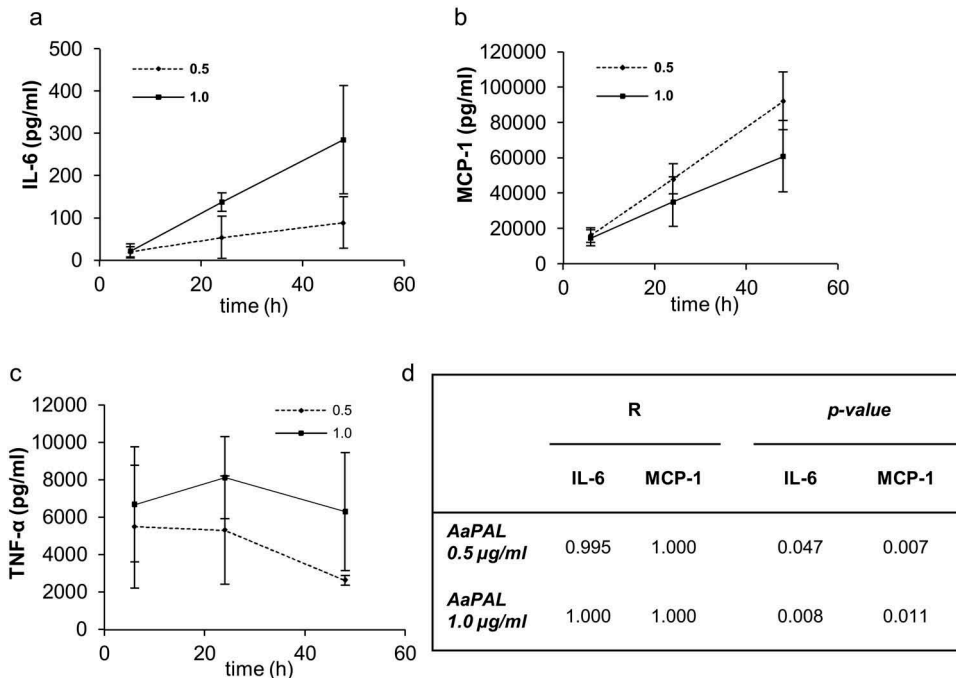 a
500
400
300
200
100
0
IL-6 (pg/ml)
0.5
1.0
0 20 40 60
time (h)
b
120000
100000
80000
60000
40000
20000
0
MCP-1 (pg/ml)
0.5
1.0
0 20 40 60
time (h)
c
12000
10000
8000
6000
4000
2000
0
TNF-α (pg/ml)
0.5
1.0
0 20 40 60
time (h)
d
R p-value
IL-6 MCP-1 IL-6 MCP-1
AaPAL
0.5 µg/ml 0.995 1.000 0.047 0.007
AaPAL
1.0 µg/ml 1.000 1.000 0.008 0.011